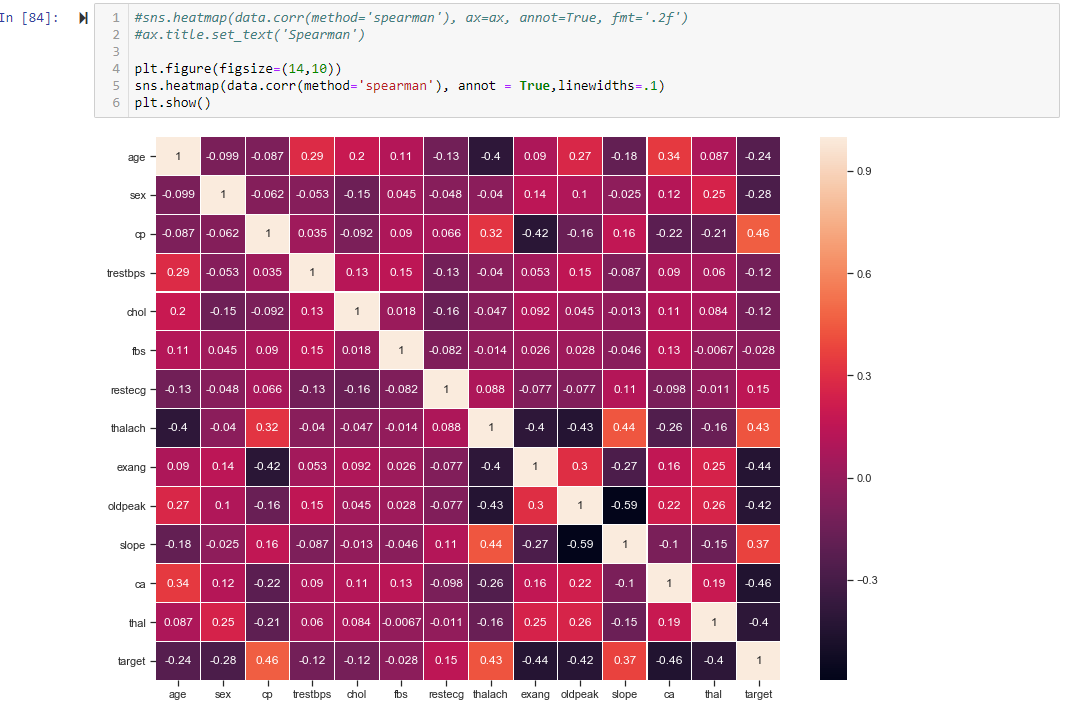 In [84]:
1 #sns.heatmap(data.corr(method='spearman'), ax=ax, annot=True, fmt='.2f')
2 #ax.title.set_text('Spearman')
3
4 plt.figure(figsize=(14,10))
5 sns.heatmap(data.corr(method='spearman'), annot = True,linewidths=.1)
6 plt.show()
age 1 -0.099 -0.087 0.29 0.2 0.11 -0.13 -0.4 0.09 0.27 -0.18 0.34 0.087 -0.24
sex -0.099 1 -0.062 -0.053 -0.15 0.045 -0.048 -0.04 0.14 0.1 -0.025 0.12 0.25 -0.28
cp -0.087 -0.062 1 0.035 -0.092 0.09 0.066 0.32 -0.42 -0.16 0.16 -0.22 -0.21 0.46
trestbps 0.29 -0.053 0.035 1 0.13 0.15 -0.13 -0.04 0.053 0.15 -0.087 0.09 0.06 -0.12
chol 0.2 -0.15 -0.092 0.13 1 0.018 -0.16 -0.047 0.092 0.045 -0.013 0.11 0.084 -0.12
fbs 0.11 0.045 0.09 0.15 0.018 1 -0.082 -0.014 0.026 0.028 -0.046 0.13 -0.0067 -0.028
restecg -0.13 -0.048 0.066 -0.13 -0.16 -0.082 1 0.088 -0.077 -0.077 0.11 -0.098 -0.011 0.15
thalach -0.4 -0.04 0.32 -0.04 -0.047 -0.014 0.088 1 -0.4 -0.43 0.44 -0.26 -0.16 0.43
exang 0.09 0.14 -0.42 0.053 0.092 0.026 -0.077 -0.4 1 0.3 -0.27 0.16 0.25 -0.44
oldpeak 0.27 0.1 -0.16 0.15 0.045 0.028 -0.077 -0.43 0.3 1 -0.59 0.22 0.26 -0.42
slope -0.18 -0.025 0.16 -0.087 -0.013 -0.046 0.11 0.44 -0.27 -0.59 1 -0.1 -0.15 0.37
ca 0.34 0.12 -0.22 0.09 0.11 0.13 -0.098 -0.26 0.16 0.22 -0.1 1 0.19 -0.46
thal 0.087 0.25 -0.21 0.06 0.084 -0.0067 -0.011 -0.16 0.25 0.26 -0.15 0.19 1 -0.4
target -0.24 -0.28 0.46 -0.12 -0.12 -0.028 0.15 0.43 -0.44 -0.42 0.37 -0.46 -0.4 1
age sex cp trestbps chol fbs restecg thalach exang oldpeak slope ca thal target
0.9
0.6
0.3
0.0
-0.3